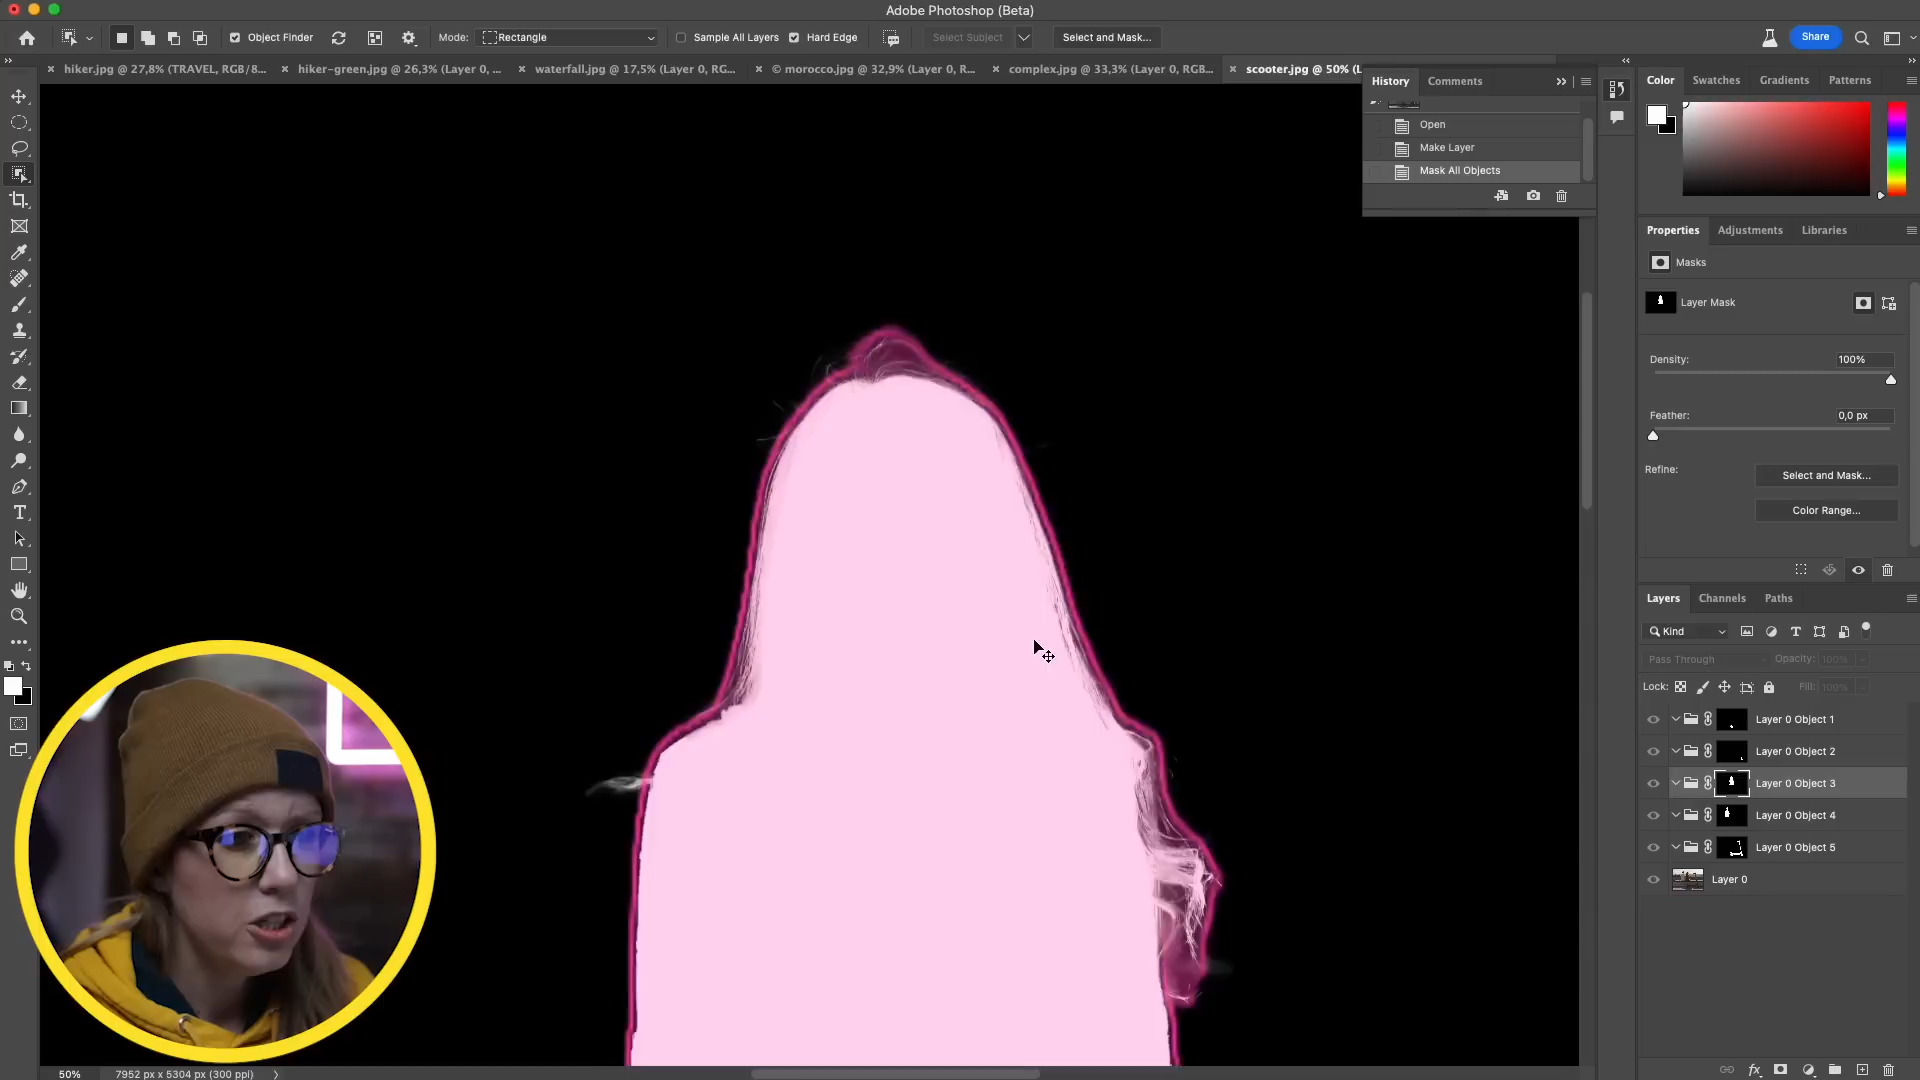 Adobe Photoshop (Beta)
Object Finder
Mode:
Rectangle
Sample All Layers
Hard Edge
Select Subject
Select and Mask...
Share
hiker.jpg @ 27,8% (TRAVEL, RGB/8...
hiker-green.jpg @ 26,3% (Layer 0, ...
waterfall.jpg @ 17,5% (Layer 0, RG...
© morocco.jpg @ 32,9% (Layer 0, R...
complex.jpg @ 33,3% (Layer 0, RGB...
scooter.jpg @ 50% (L
History
Comments
Open
Make Layer
Mask All Objects
Color
Swatches
Gradients
Patterns
Properties
Adjustments
Libraries
Masks
Layer Mask
Density:
100%
Feather:
0,0 px
Refine:
Select and Mask...
Color Range...
Layers
Channels
Paths
Kind
Pass Through
Opacity:
100%
Lock:
Fill:
100%
Layer 0 Object 1
Layer 0 Object 2
Layer 0 Object 3
Layer 0 Object 4
Layer 0 Object 5
Layer 0
50%
7952 px x 5304 px (300 ppi)